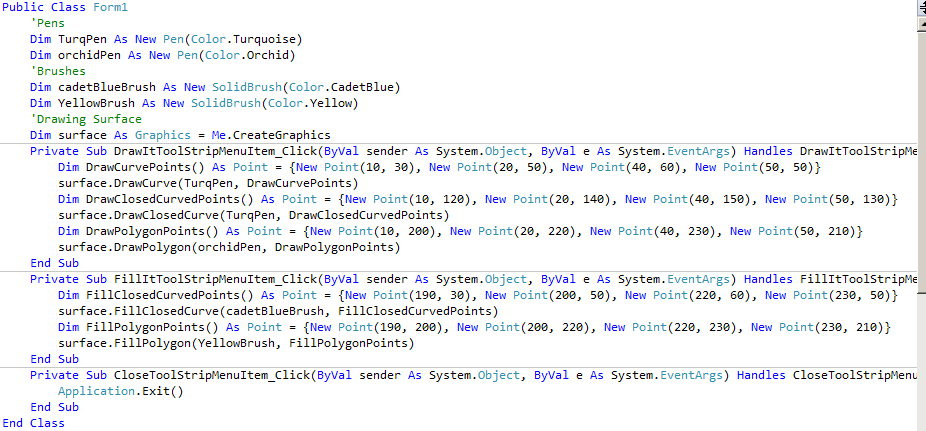 Public Class Form1
    'Pens
    Dim TurqPen As New Pen(Color.Turquoise)
    Dim orchidPen As New Pen(Color.Orchid)
    'Brushes
    Dim cadetBlueBrush As New SolidBrush(Color.CadetBlue)
    Dim YellowBrush As New SolidBrush(Color.Yellow)
    'Drawing Surface
    Dim surface As Graphics = Me.CreateGraphics
    Private Sub DrawItToolStripMenuItem_Click(ByVal sender As System.Object, ByVal e As System.EventArgs) Handles DrawItToolStripMe
        Dim DrawCurvePoints() As Point = {New Point(10, 30), New Point(20, 50), New Point(40, 60), New Point(50, 50)}
        surface.DrawCurve(TurqPen, DrawCurvePoints)
        Dim DrawClosedCurvedPoints() As Point = {New Point(10, 120), New Point(20, 140), New Point(40, 150), New Point(50, 130)}
        surface.DrawClosedCurve(TurqPen, DrawClosedCurvedPoints)
        Dim DrawPolygonPoints() As Point = {New Point(10, 200), New Point(20, 220), New Point(40, 230), New Point(50, 210)}
        surface.DrawPolygon(orchidPen, DrawPolygonPoints)
    End Sub
    Private Sub FillItToolStripMenuItem_Click(ByVal sender As System.Object, ByVal e As System.EventArgs) Handles FillItToolStripMe
        Dim FillClosedCurvedPoints() As Point = {New Point(190, 30), New Point(200, 50), New Point(220, 60), New Point(230, 50)}
        surface.FillClosedCurve(cadetBlueBrush, FillClosedCurvedPoints)
        Dim FillPolygonPoints() As Point = {New Point(190, 200), New Point(200, 220), New Point(220, 230), New Point(230, 210)}
        surface.FillPolygon(YellowBrush, FillPolygonPoints)
    End Sub
    Private Sub CloseToolStripMenuItem_Click(ByVal sender As System.Object, ByVal e As System.EventArgs) Handles CloseToolStripMenu
        Application.Exit()
    End Sub
End Class